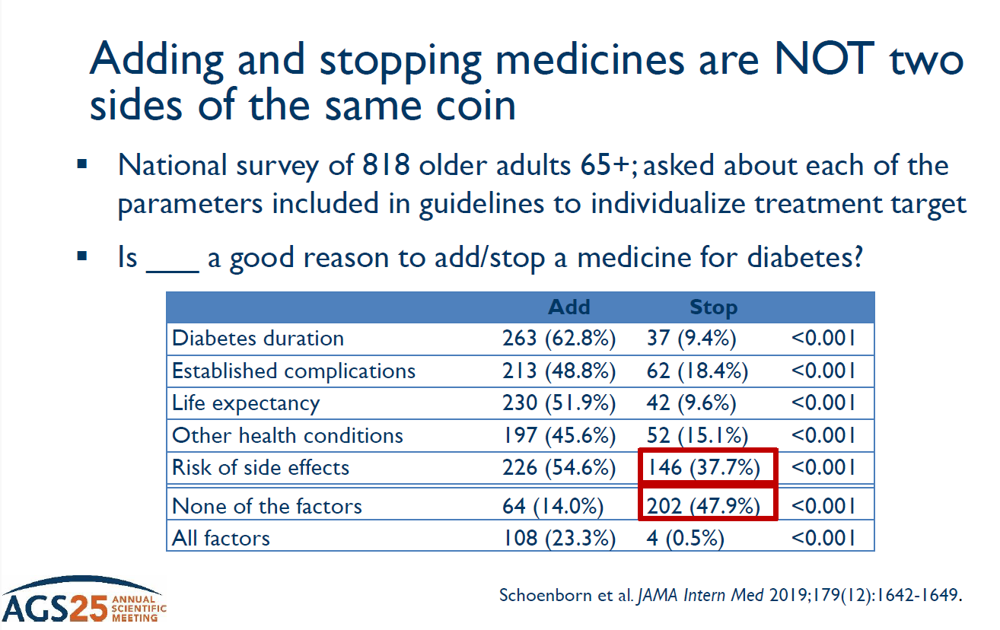 Adding and stopping medicines are NOT two
sides of the same coin
▪ National survey of 818 older adults 65+; asked about each of the
parameters included in guidelines to individualize treatment target
▪ Is ___ a good reason to add/stop a medicine for diabetes?
Add Stop
Diabetes duration 263 (62.8%) 37 (9.4%) <0.001
Established complications 213 (48.8%) 62 (18.4%) <0.001
Life expectancy 230 (51.9%) 42 (9.6%) <0.001
Other health conditions 197 (45.6%) 52 (15.1%) <0.001
Risk of side effects 226 (54.6%) 146 (37.7%) <0.001
None of the factors 64 (14.0%) 202 (47.9%) <0.001
All factors 108 (23.3%) 4 (0.5%) <0.001
AGS25 ANNUAL
SCIENTIFIC
MEETING
Schoenborn et al. JAMA Intern Med 2019;179(12):1642-1649.